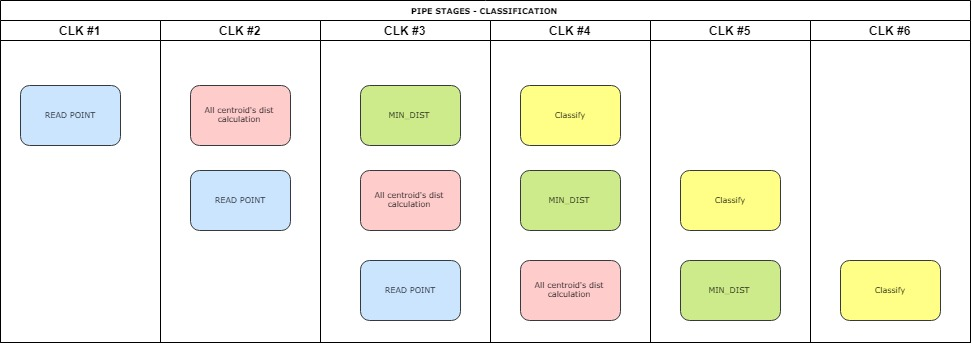 PIPE STAGES - CLASSIFICATION
CLK #1
CLK #2
CLK #3
CLK #4
CLK #5
CLK #6
READ POINT
All centroid's dist
calculation
MIN_DIST
Classify
READ POINT
All centroid's dist
calculation
MIN_DIST
Classify
READ POINT
All centroid's dist
calculation
MIN_DIST
Classify